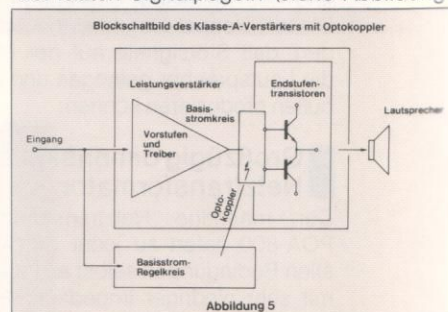 Blockschaltbild des Klasse-A-Verstärkers mit Optokoppler
Leistungsverstärker
Endstufen-
transistoren
Basis-
stromkreis
Lautsprecher
Eingang
Vorstufen
und
Treiber
Opto-
koppler
Basisstrom-
Regelkreis
Abbildung 5